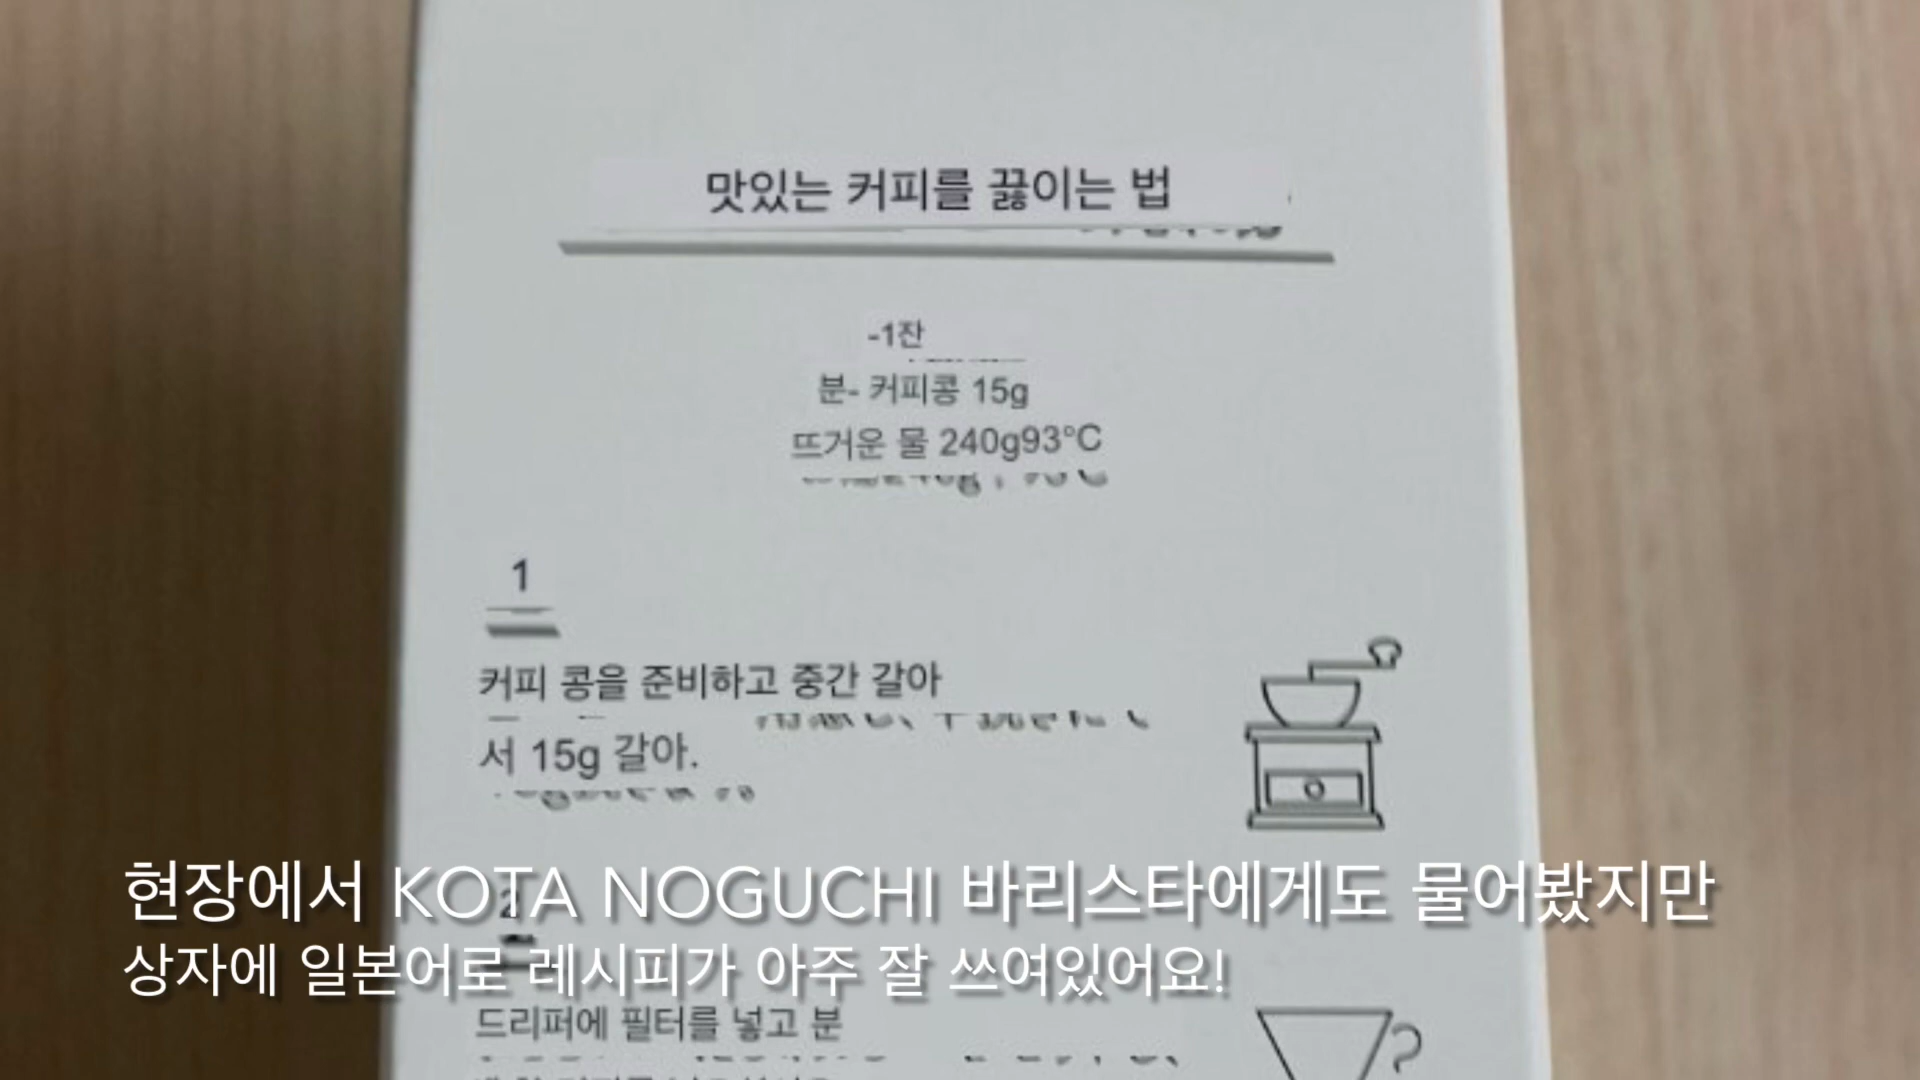 맛있는 커피를 끓이는 법
-1잔
분- 커피콩 15g
뜨거운 물 240g93°C
1
커피 콩을 준비하고 중간 갈아
서 15g 갈아.
2
현장에서 KOTA NOGUCHI 바리스타에게도 물어봤지만
상자에 일본어로 레시피가 아주 잘 쓰여있어요!
드리퍼에 필터를 넣고 분